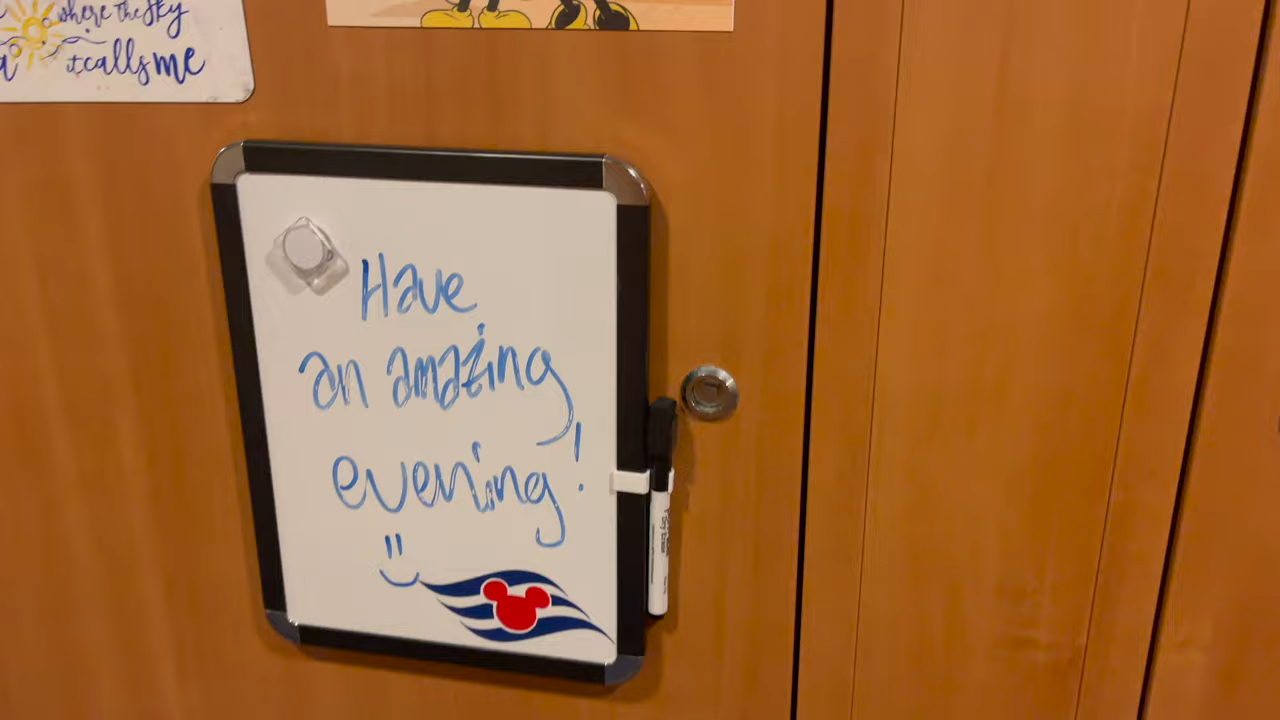 where the sky
it calls me
Have
an amazing
evening!